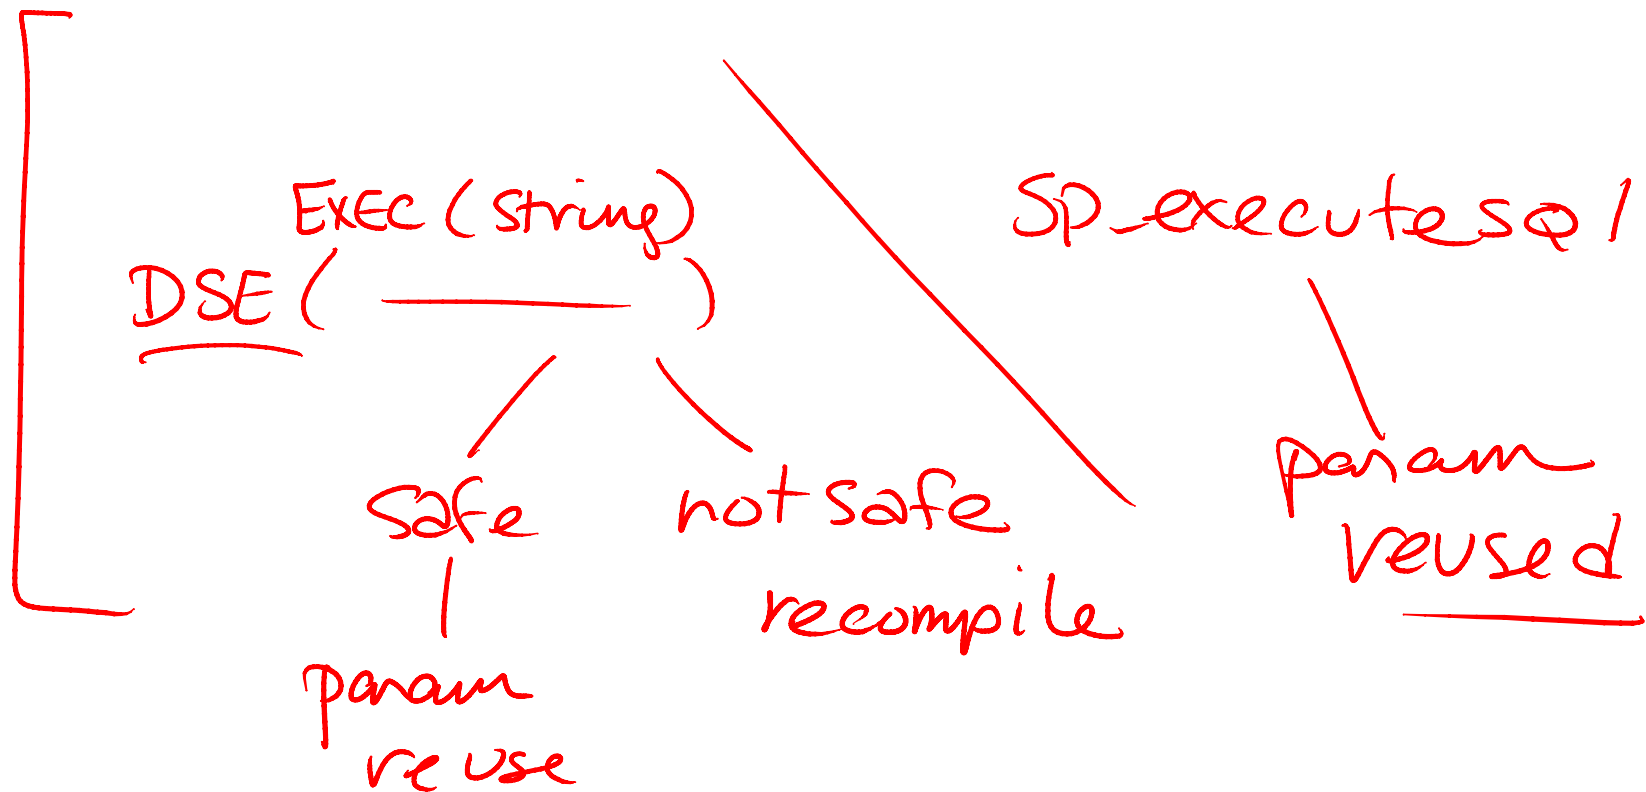 EXEC (string)
DSE ( )
safe
not safe
recompile
param
reuse
sp_executesql
param
reused